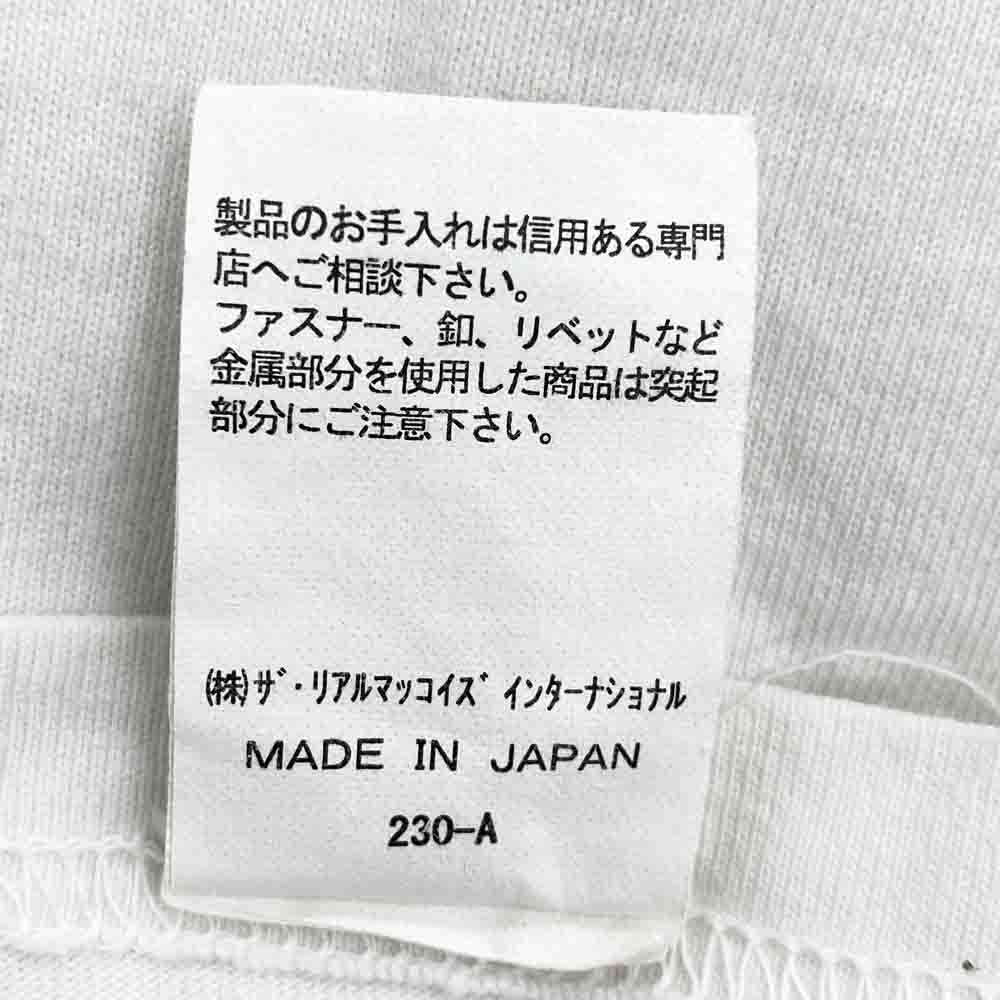 製品のお手入れは信用ある専門
店へご相談下さい。
ファスナー、釦、リベットなど
金属部分を使用した商品は突起
部分にご注意下さい。
㈱ザ・リアルマッコイズ インターナショナル
MADE IN JAPAN
230-A